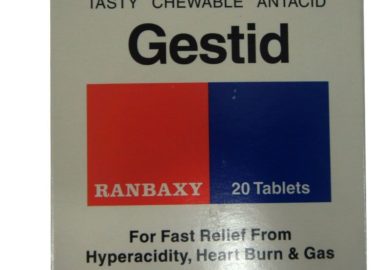 TASTY CHEWABLE ANTACID
Gestid
RANBAXY 20 Tablets
For Fast Relief From
Hyperacidity, Heart Burn & Gas